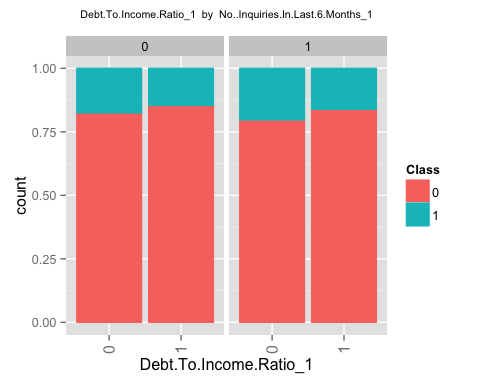 Debt.To.Income.Ratio_1 by No..Inquiries.In.Last.6.Months_1
0 1
1.00
0.75
0.50
0.25
0.00
count
0 1 0 1
Debt.To.Income.Ratio_1
Class
0
1